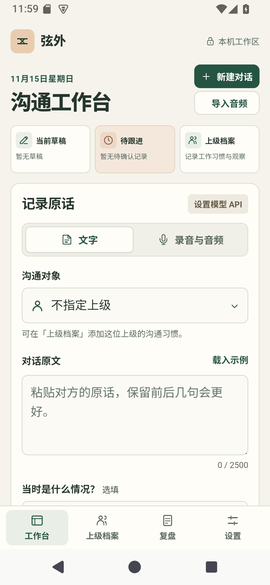 11:59
弦外
本机工作区
11月15日星期日
沟通工作台
+ 新建对话
导入音频
当前草稿
暂无草稿
待跟进
暂无待确认记录
上级档案
记录工作习惯与观察
记录原话
设置模型 API
文字
录音与音频
沟通对象
不指定上级
可在「上级档案」添加这位上级的沟通习惯。
对话原文
载入示例
粘贴对方的原话，保留前后几句会更
好。
0 / 2500
当时是什么情况？ 选填
工作台
上级档案
复盘
设置